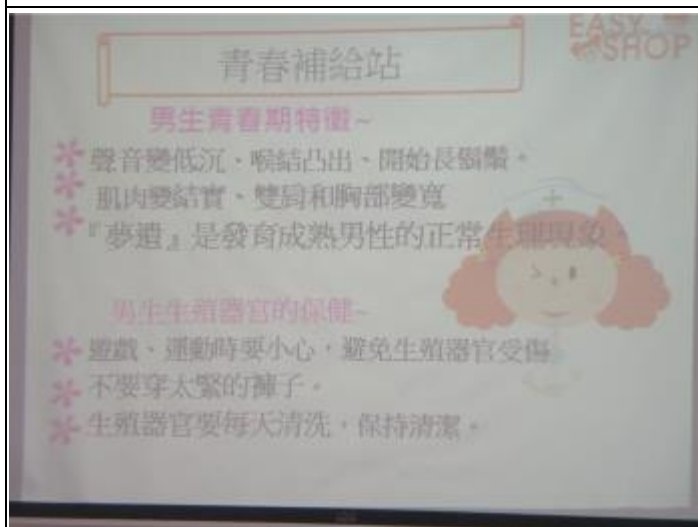 EASY
SHOP
青春補給站
男生青春期特徵~
聲音變低沉、喉結凸出、開始長鬍鬚。
肌肉變結實、雙肩和胸部變寬
『夢遺』是發育成熟男性的正常生理現象。
男生生殖器官的保健~
遊戲、運動時要小心，避免生殖器官受傷
不要穿太緊的褲子。
生殖器官要每天清洗，保持清潔。